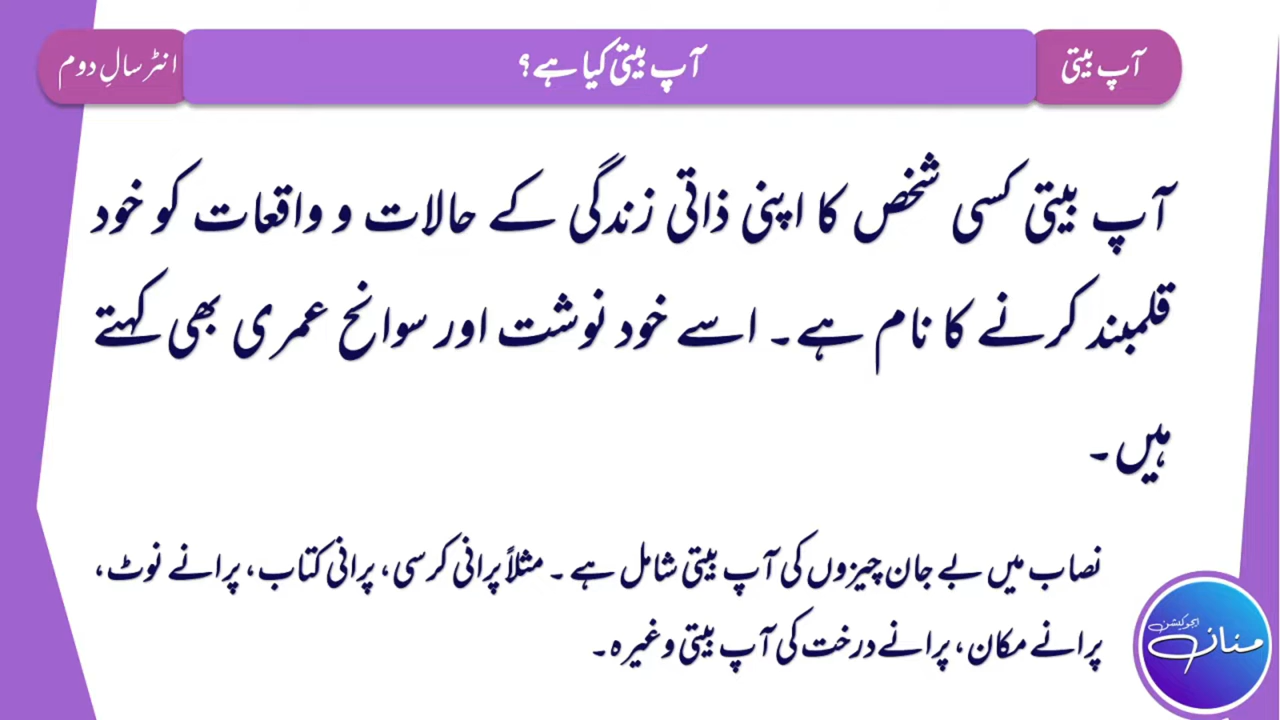 آپ بیتی
آپ بیتی کیا ہے؟
انٹر سالِ دوم
آپ بیتی کسی شخص کا اپنی ذاتی زندگی کے حالات و واقعات کو خود
قلمبند کرنے کا نام ہے۔ اسے خود نوشت اور سوانح عمری بھی کہتے
ہیں۔
نصاب میں بے جان چیزوں کی آپ بیتی شامل ہے۔ مثلاً پرانی کرسی، پرانی کتاب، پرانے نوٹ،
پرانے مکان، پرانے درخت کی آپ بیتی وغیرہ۔
ایجوکیشن
منان